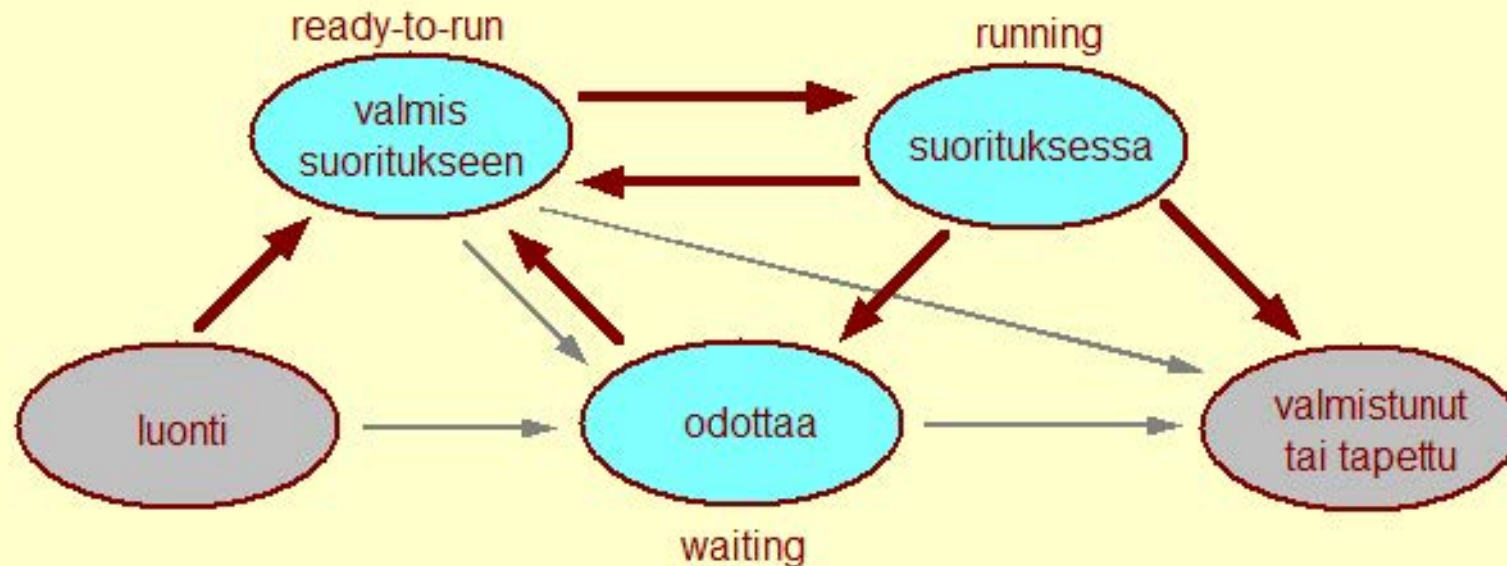 ready-to-run
running
valmis
suoritukseen
suorituksessa
luonti
odottaa
valmistunut
tai tapettu
waiting